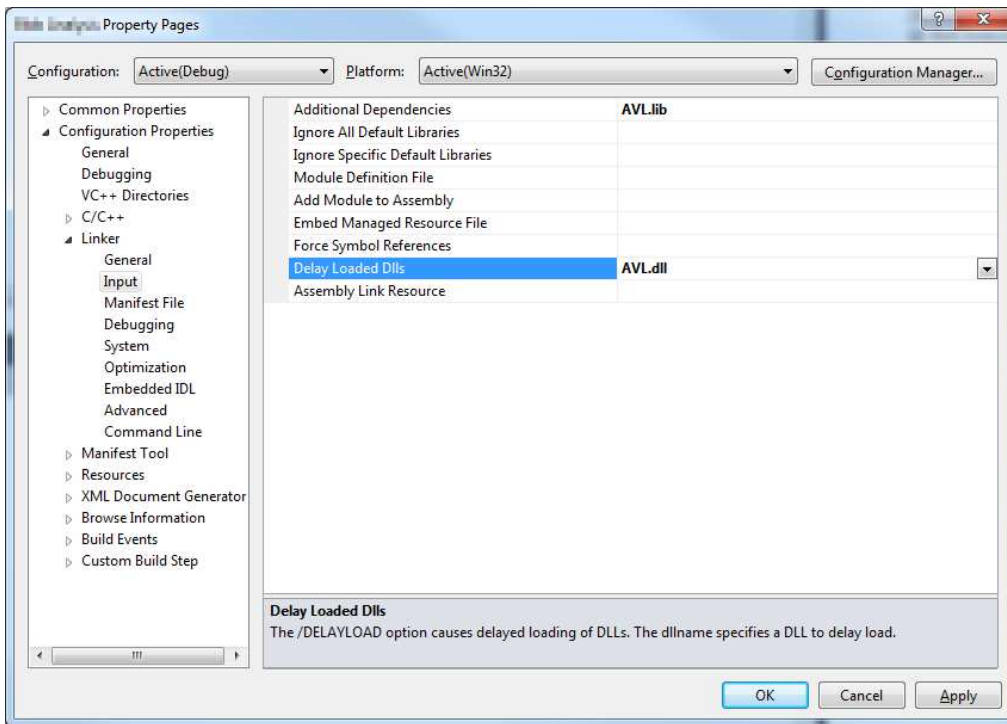 Property Pages
Configuration: Active(Debug) Platform: Active(Win32) Configuration Manager...
Common Properties
Configuration Properties
General
Debugging
VC++ Directories
C/C++
Linker
General
Input
Manifest File
Debugging
System
Optimization
Embedded IDL
Advanced
Command Line
Manifest Tool
Resources
XML Document Generator
Browse Information
Build Events
Custom Build Step
Additional Dependencies AVL.lib
Ignore All Default Libraries
Ignore Specific Default Libraries
Module Definition File
Add Module to Assembly
Embed Managed Resource File
Force Symbol References
Delay Loaded Dlls AVL.dll
Assembly Link Resource
Delay Loaded Dlls
The /DELAYLOAD option causes delayed loading of DLLs. The dllname specifies a DLL to delay load.
OK Cancel Apply